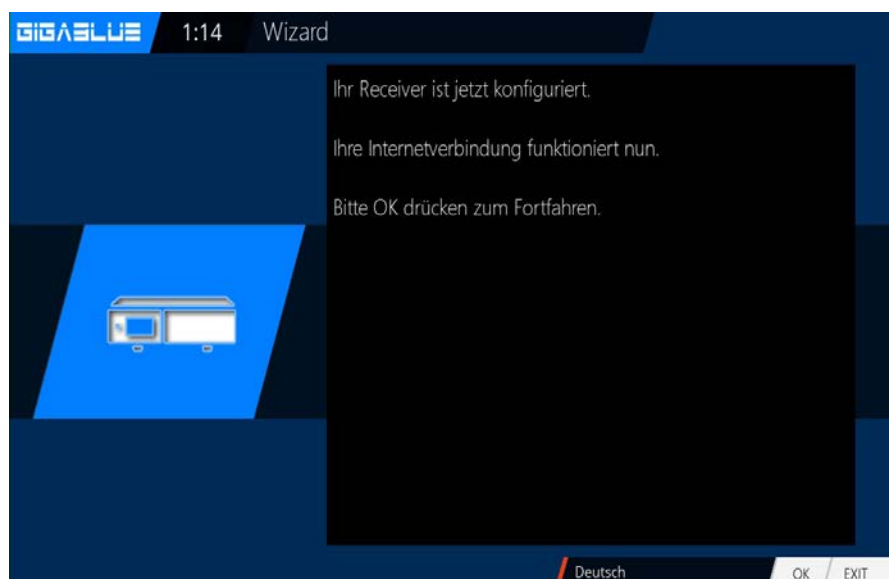 GIGABLUE 1:14 Wizard
Ihr Receiver ist jetzt konfiguriert.
Ihre Internetverbindung funktioniert nun.
Bitte OK drücken zum Fortfahren.
Deutsch OK EXIT